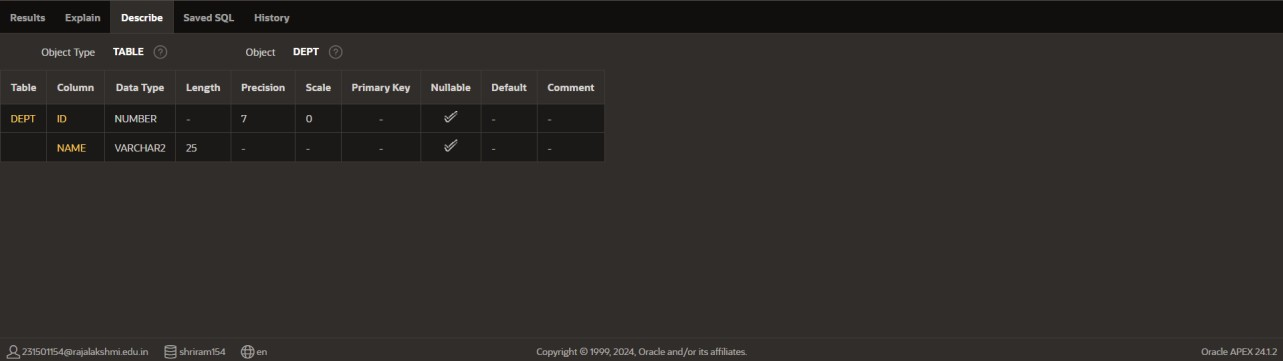 Results Explain Describe Saved SQL History
Object Type TABLE ? Object DEPT ?
Table Column Data Type Length Precision Scale Primary Key Nullable Default Comment
DEPT ID NUMBER - 7 0 - - -
NAME VARCHAR2 25 - - - - -
231501154@rajalakshmi.edu.in shriram154 en Copyright © 1999, 2024, Oracle and/or its affiliates. Oracle APEX 24.1.2